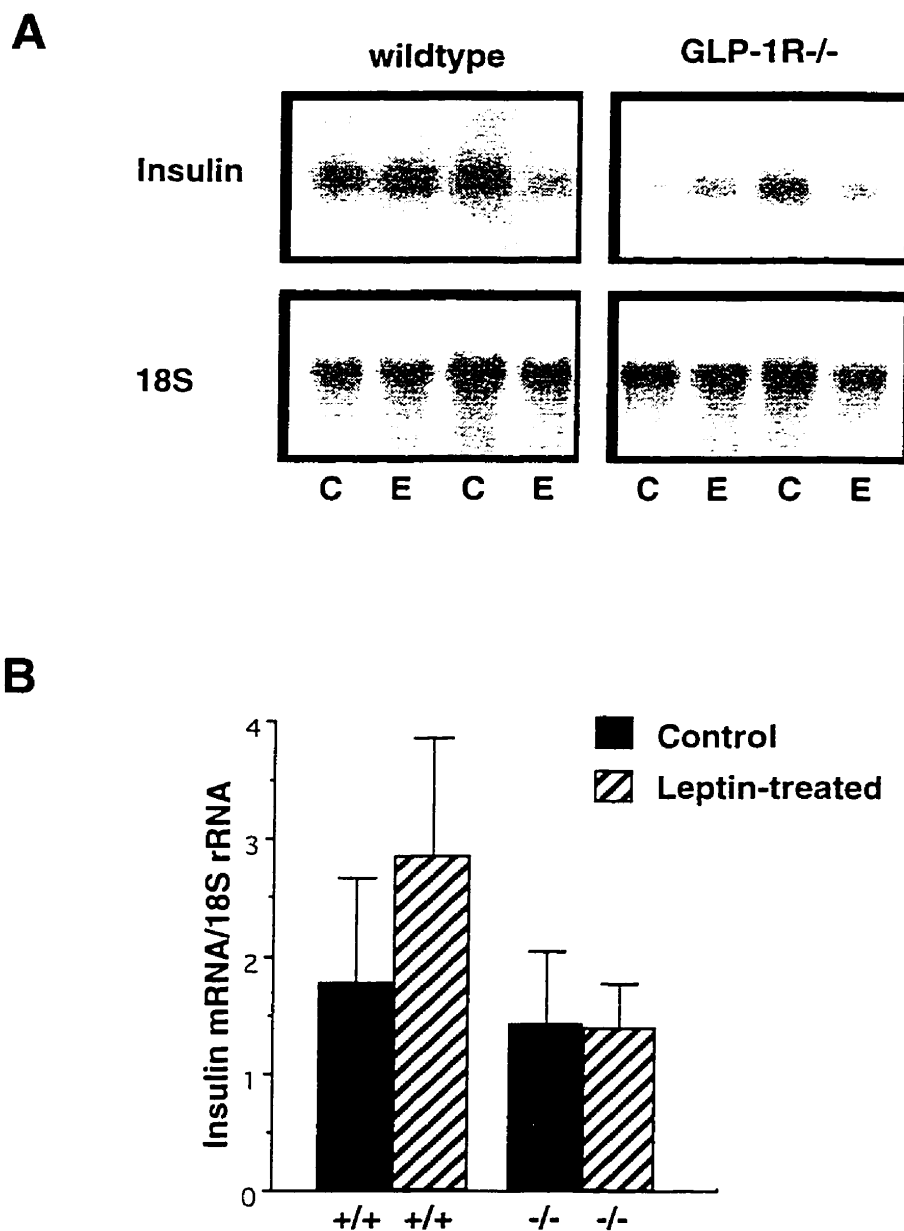 A
wildtype GLP-1R-/-
Insulin
18S
C E C E C E C E
B
4
3
2
1
0
Insulin mRNA/18S rRNA
Control
Leptin-treated
+/+ +/+ -/- -/-